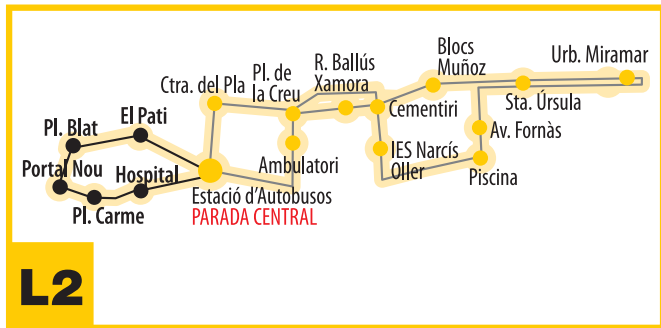 Blocs
Muñoz
Urb. Miramar
R. Ballús
Xamora
Pl. de
la Creu
Ctra. del Pla
El Pati
Pl. Blat
Cementiri
Sta. Úrsula
Av. Fornàs
Portal Nou
Hospital
Ambulatori
IES Narcís
Oller
Piscina
Pl. Carme
Estació d'Autobusos
PARADA CENTRAL
L2